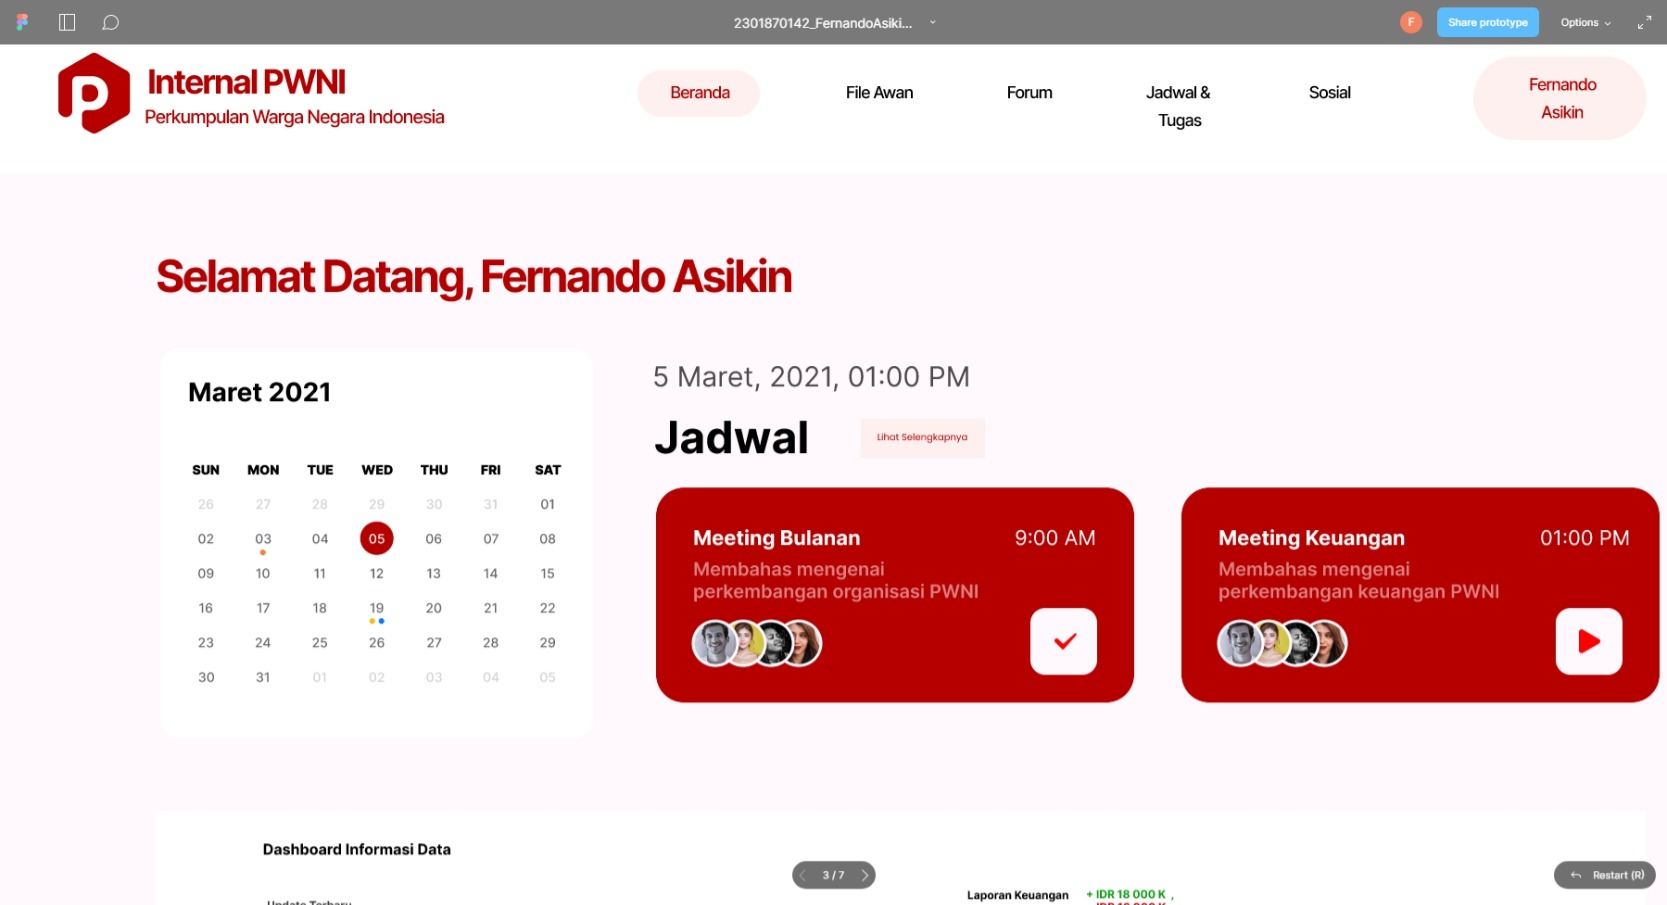 2301870142_FernandoAsiki...
F
Share prototype
Options
Internal PWNI
Perkumpulan Warga Negara Indonesia
Beranda
File Awan
Forum
Jadwal &
Tugas
Sosial
Fernando
Asikin
Selamat Datang, Fernando Asikin
Maret 2021
SUN MON TUE WED THU FRI SAT
26 27 28 29 30 31 01
02 03 04 05 06 07 08
09 10 11 12 13 14 15
16 17 18 19 20 21 22
23 24 25 26 27 28 29
30 31 01 02 03 04 05
5 Maret, 2021, 01:00 PM
Jadwal
Lihat Selengkapnya
Meeting Bulanan 9:00 AM
Membahas mengenai
perkembangan organisasi PWNI
Meeting Keuangan 01:00 PM
Membahas mengenai
perkembangan keuangan PWNI
Dashboard Informasi Data
Update Terbaru
Laporan Keuangan + IDR 18 000 K ,
3 / 7
Restart (R)